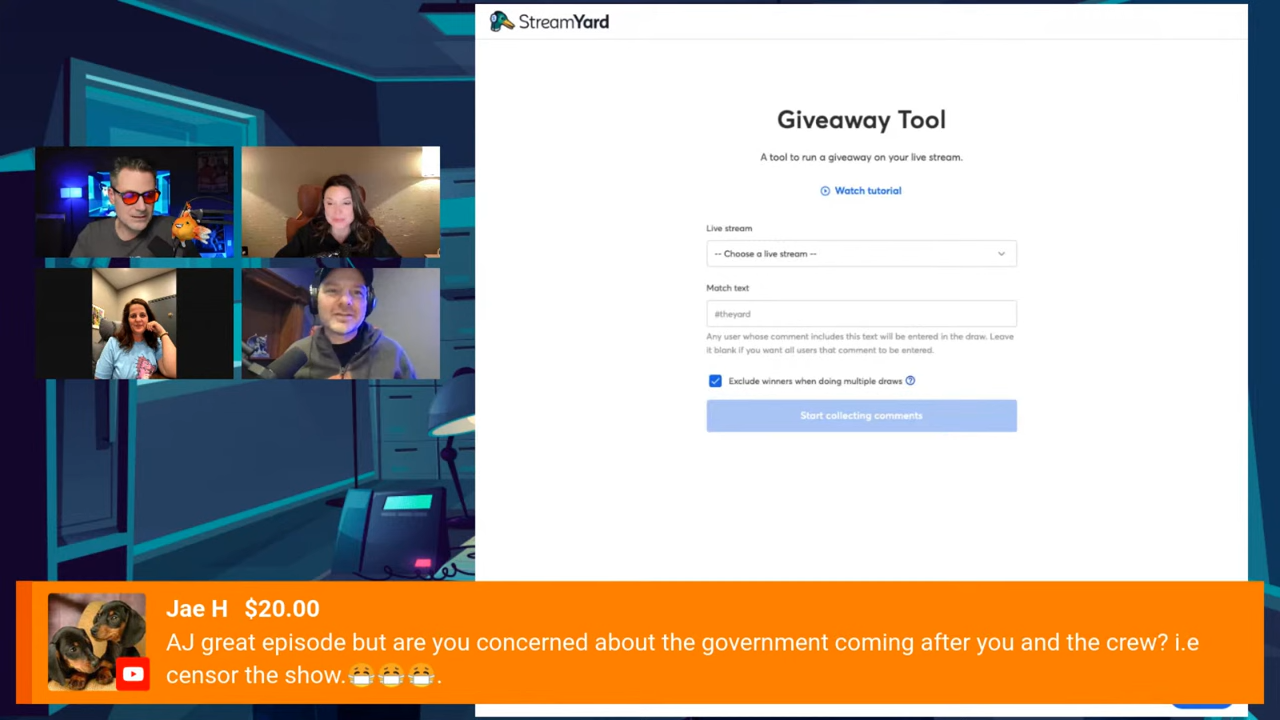 StreamYard
Giveaway Tool
A tool to run a giveaway on your live stream.
Watch tutorial
Live stream
-- Choose a live stream --
Match text
#theyard
Any user whose comment includes this text will be entered in the draw. Leave
it blank if you want all users that comment to be entered.
Exclude winners when doing multiple draws
Start collecting comments
Jae H $20.00
AJ great episode but are you concerned about the government coming after you and the crew? i.e
censor the show.😷😷😷.